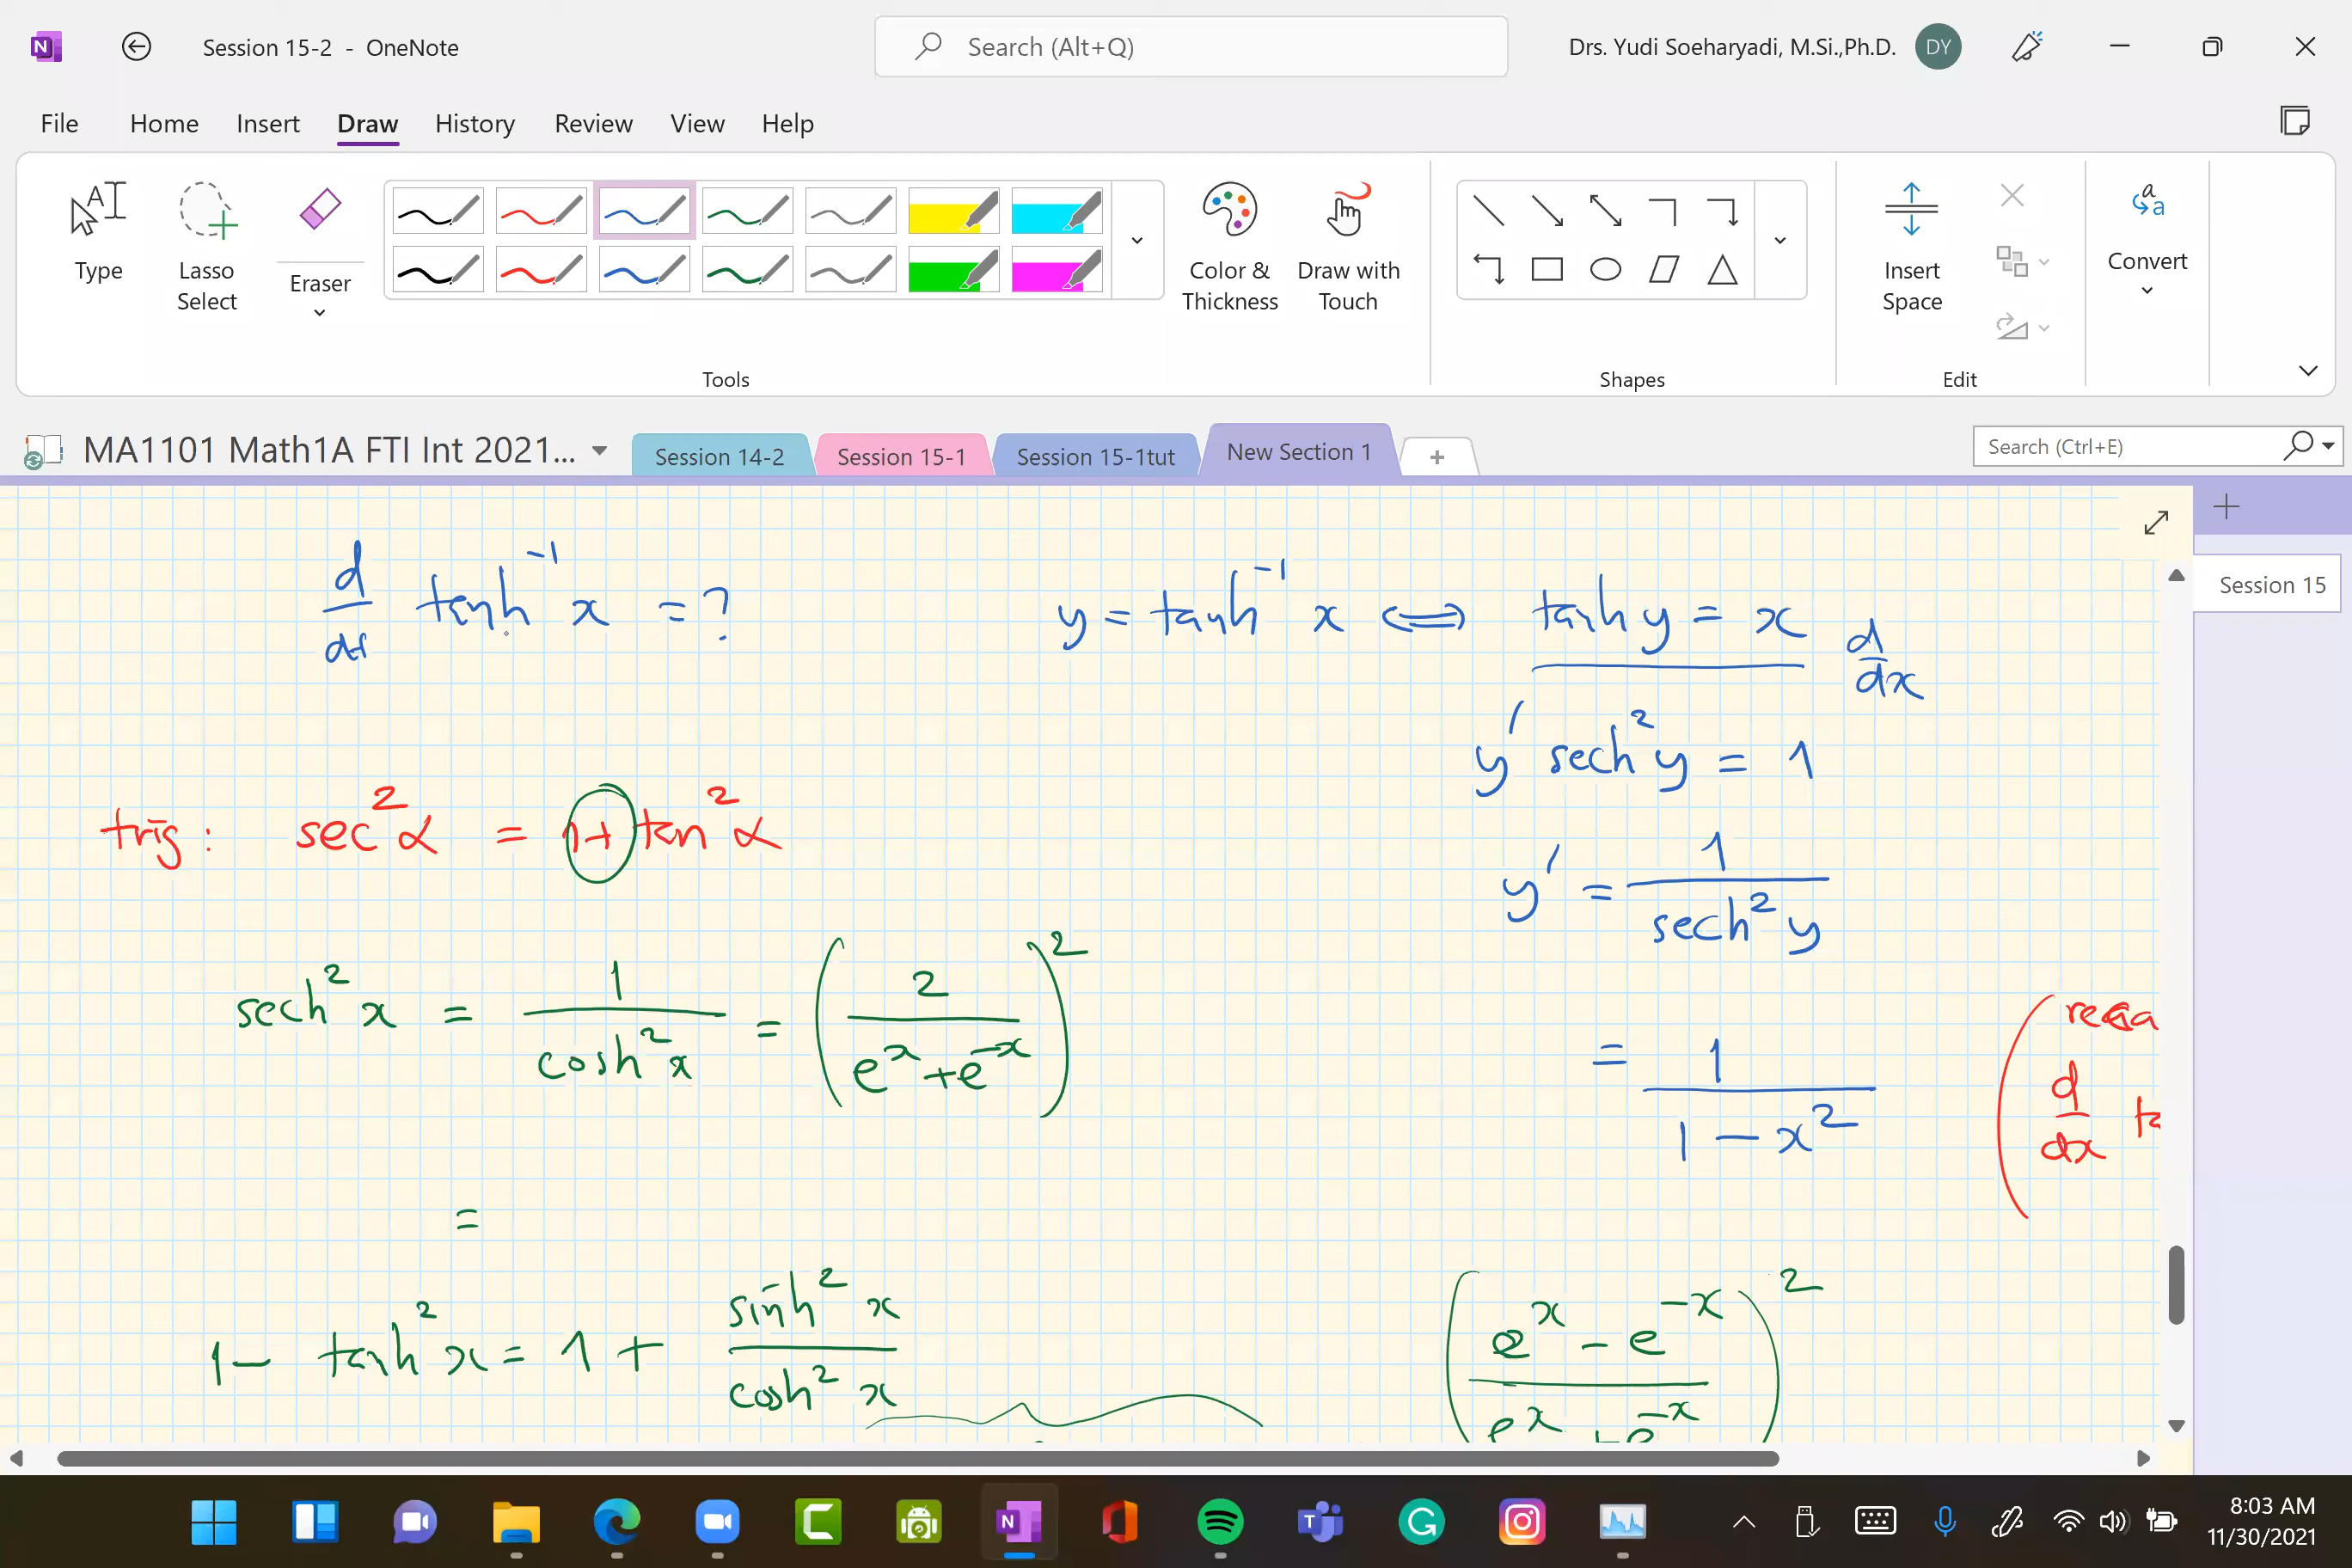 Session 15-2 - OneNote
Search (Alt+Q)
Drs. Yudi Soeharyadi, M.Si.,Ph.D.
DY
File Home Insert Draw History Review View Help
Type
Lasso Select
Eraser
Color & Thickness
Draw with Touch
Insert Space
Convert
Tools
Shapes
Edit
MA1101 Math1A FTI Int 2021...
Session 14-2
Session 15-1
Session 15-1tut
New Section 1
Search (Ctrl+E)
Session 15
d/dx tanh⁻¹ x = ?
y = tanh⁻¹ x ⟺ tanh y = x d/dx
y′ sech² y = 1
trig: sec² α = 1+ tan² α
y′ = 1 / sech² y
sech² x = 1 / cosh² x = (2 / (eˣ + e⁻ˣ))²
= 1 / (1 − x²)
d/dx
=
1 − tanh² x = 1 + sinh² x / cosh² x
(eˣ − e⁻ˣ / eˣ + e⁻ˣ)²
8:03 AM
11/30/2021